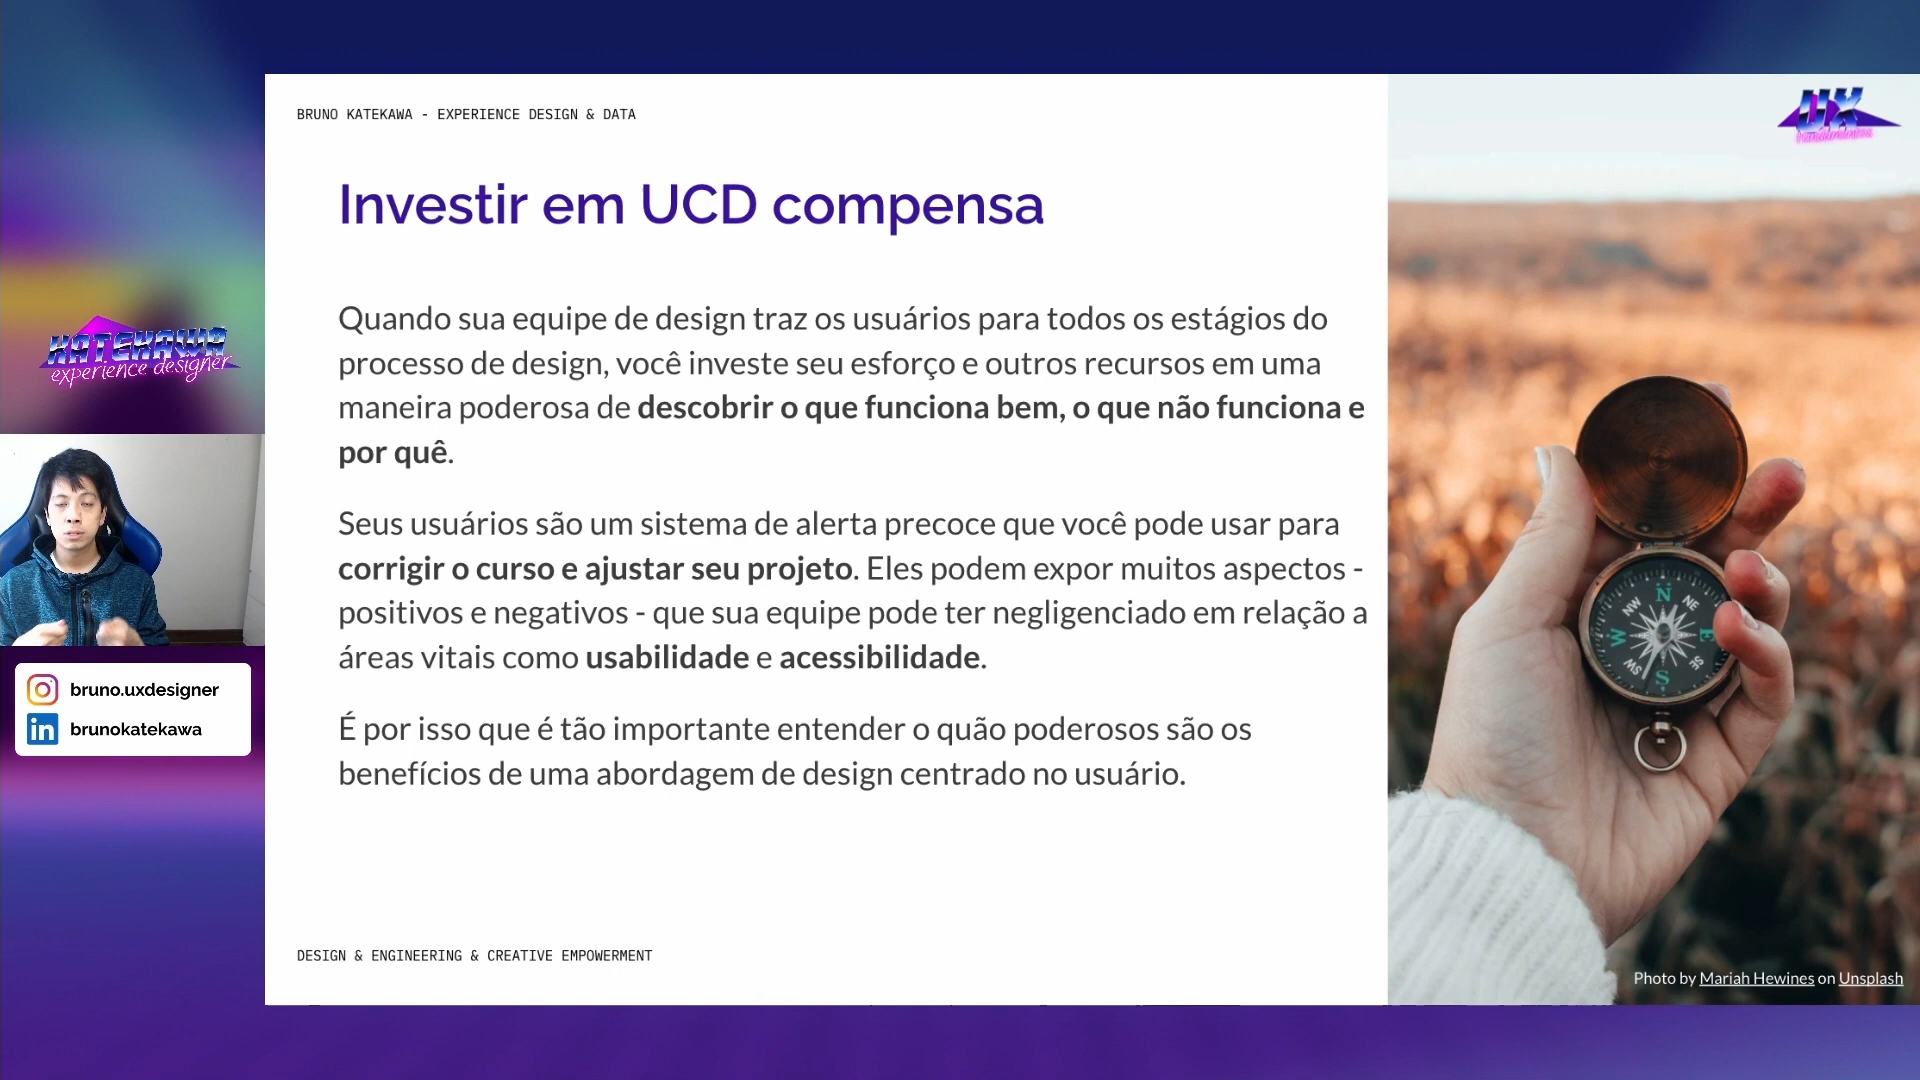 BRUNO KATEKAWA - EXPERIENCE DESIGN & DATA
UX
Investir em UCD compensa
Quando sua equipe de design traz os usuários para todos os estágios do
processo de design, você investe seu esforço e outros recursos em uma
maneira poderosa de descobrir o que funciona bem, o que não funciona e
por quê.
Seus usuários são um sistema de alerta precoce que você pode usar para
corrigir o curso e ajustar seu projeto. Eles podem expor muitos aspectos -
positivos e negativos - que sua equipe pode ter negligenciado em relação a
áreas vitais como usabilidade e acessibilidade.
É por isso que é tão importante entender o quão poderosos são os
benefícios de uma abordagem de design centrado no usuário.
DESIGN & ENGINEERING & CREATIVE EMPOWERMENT
KATEKAWA
experience designer
bruno.uxdesigner
in brunokatekawa
N
NE
E
SE
S
SW
W
NW
Photo by Mariah Hewines on Unsplash